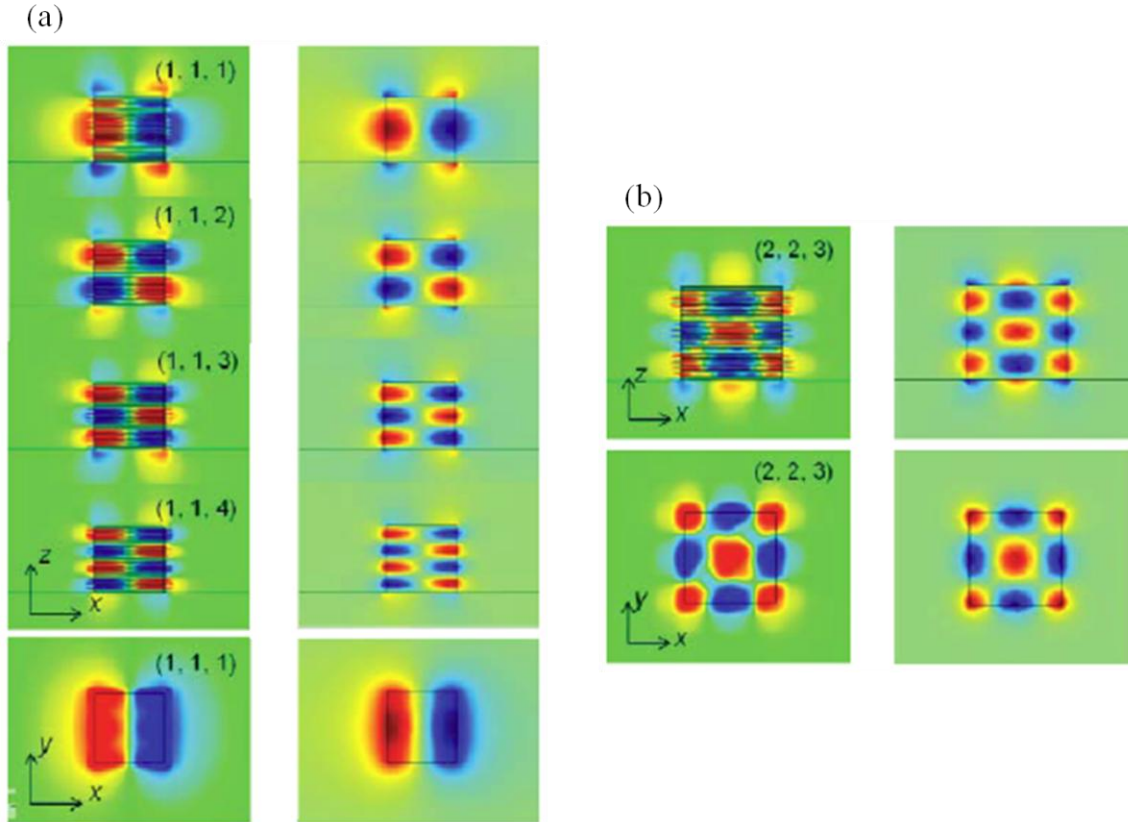 (a)
(1, 1, 1)
(1, 1, 2)
(1, 1, 3)
(1, 1, 4)
z
x
(1, 1, 1)
y
x
(b)
(2, 2, 3)
z
x
(2, 2, 3)
y
x